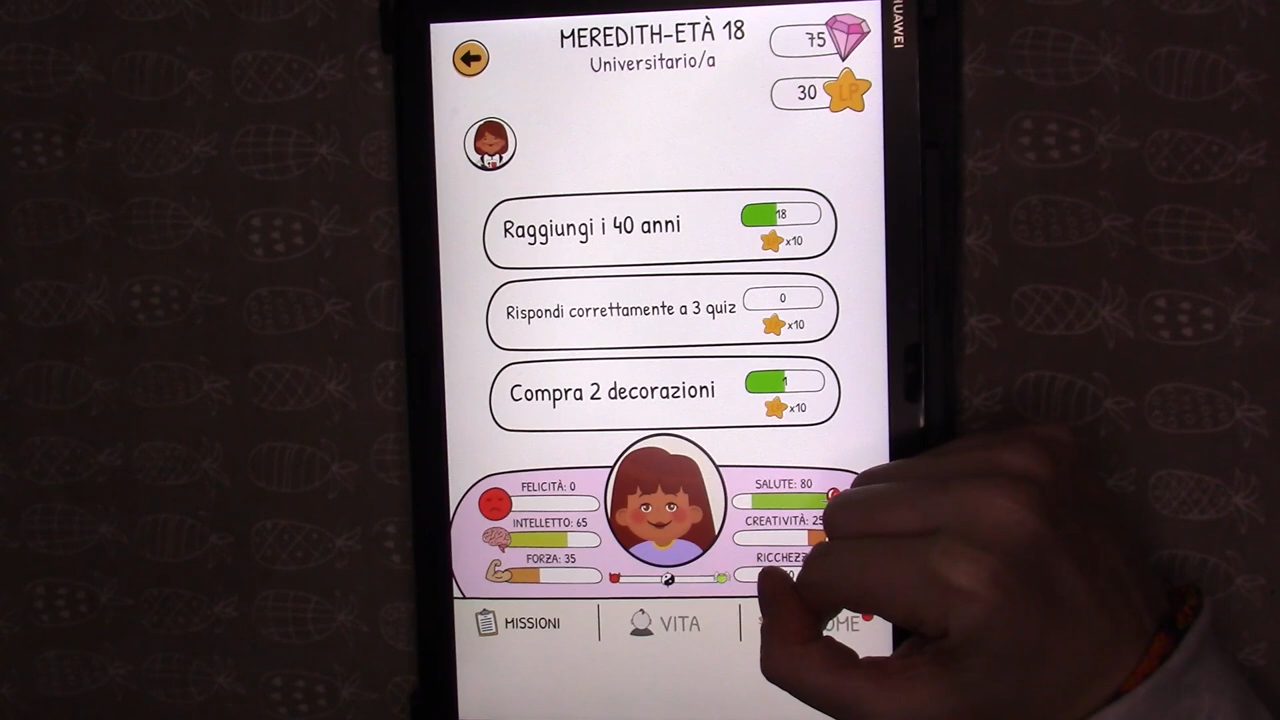 MEREDITH-ETÀ 18
Universitario/a
75
30
LP
HUAWEI
Raggiungi i 40 anni
18
x10
Rispondi correttamente a 3 quiz
0
x10
Compra 2 decorazioni
1
x10
FELICITÀ: 0
SALUTE: 80
INTELLETTO: 65
CREATIVITÀ: 25
FORZA: 35
MISSIONI
VITA